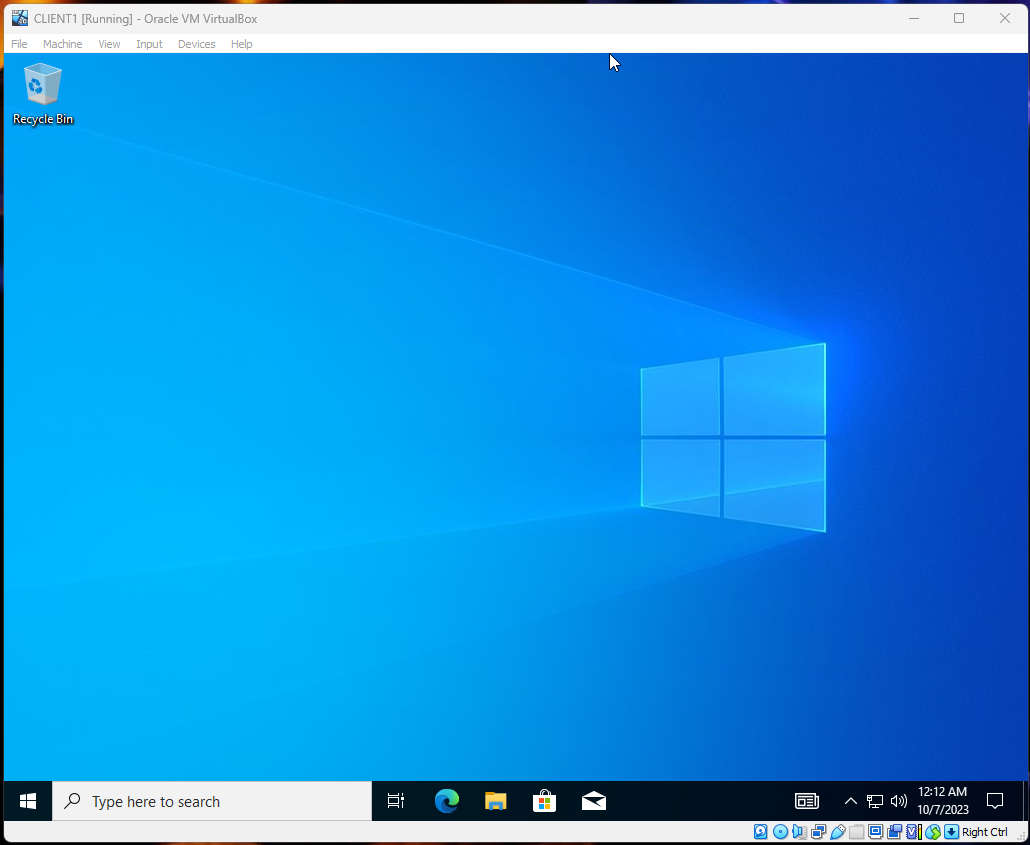 CLIENT1 [Running] - Oracle VM VirtualBox
File Machine View Input Devices Help
Recycle Bin
Type here to search
12:12 AM
10/7/2023
Right Ctrl